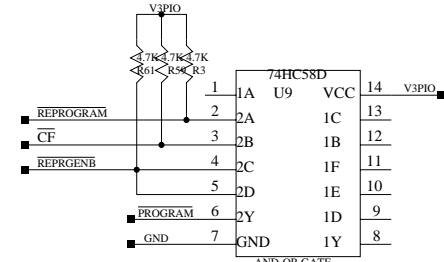 V3PIO
4.7K 4.7K 4.7K
R61 R59 R3
74HC58D
U9
1 1A VCC 14 V3PIO
REPROGRAM 2 2A 1C 13
CF 3 2B 1B 12
REPRGENB 4 2C 1F 11
5 2D 1E 10
PROGRAM 6 2Y 1D 9
GND 7 GND 1Y 8
AND-OR GATE